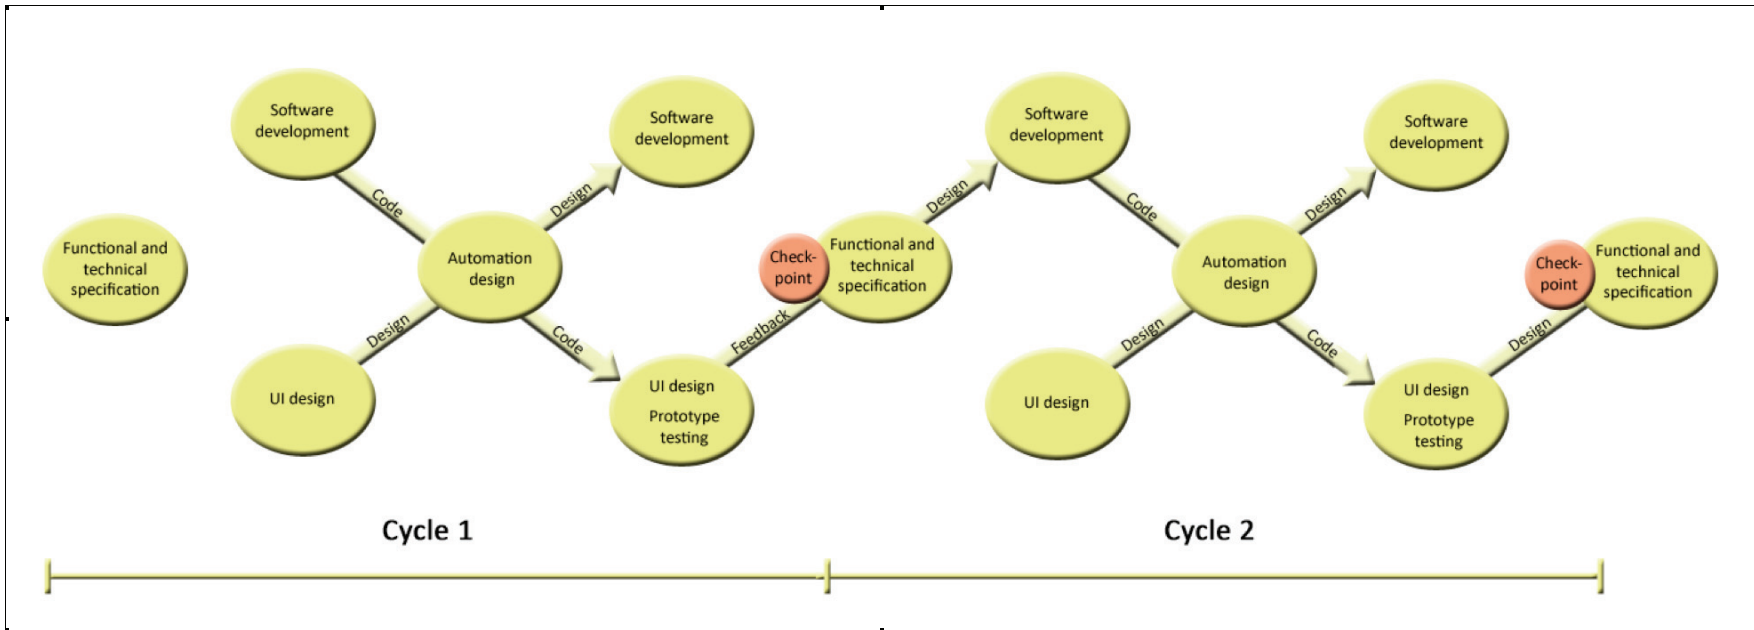 Software
development
Software
development
Software
development
Software
development
Code
Design
Design
Code
Design
Functional and
technical
specification
Automation
design
Check-
point
Functional and
technical
specification
Automation
design
Check-
point
Functional and
technical
specification
Design
Code
Feedback
Design
Code
Design
UI design
UI design
Prototype
testing
UI design
UI design
Prototype
testing
Cycle 1
Cycle 2